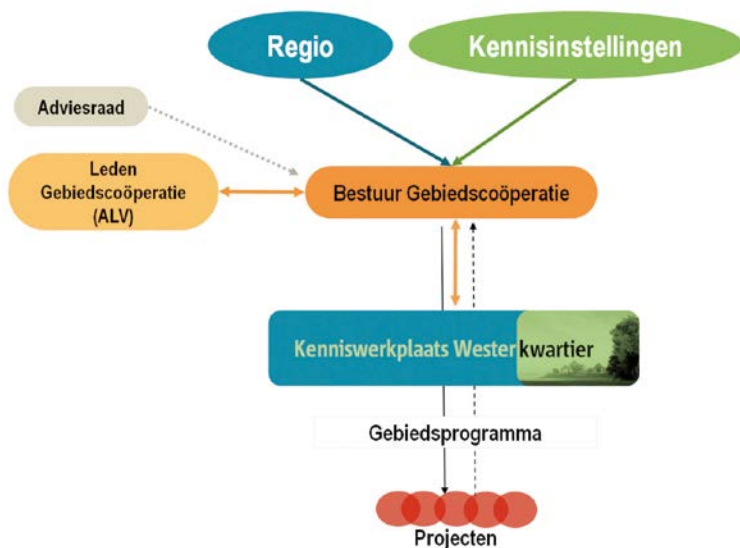 Regio
Kennisinstellingen
Adviesraad
Leden
Gebiedscoöperatie
(ALV)
Bestuur Gebiedscoöperatie
Kenniswerkplaats Westerkwartier
Gebiedsprogramma
Projecten